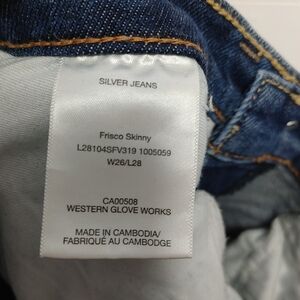 SILVER JEANS
Frisco Skinny
L28104SFV319 1005059
W26/L28
CA00508
WESTERN GLOVE WORKS
MADE IN CAMBODIA/
FABRIQUÉ AU CAMBODGE